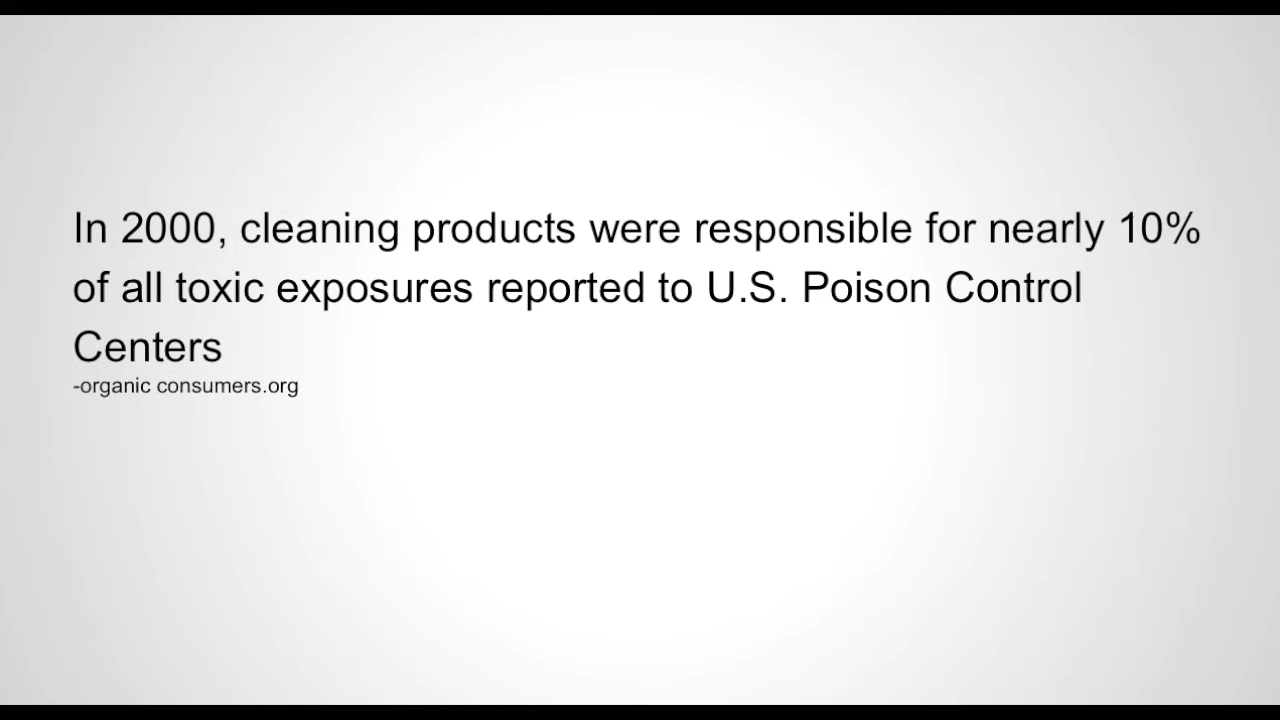 In 2000, cleaning products were responsible for nearly 10%
of all toxic exposures reported to U.S. Poison Control
Centers
-organic consumers.org